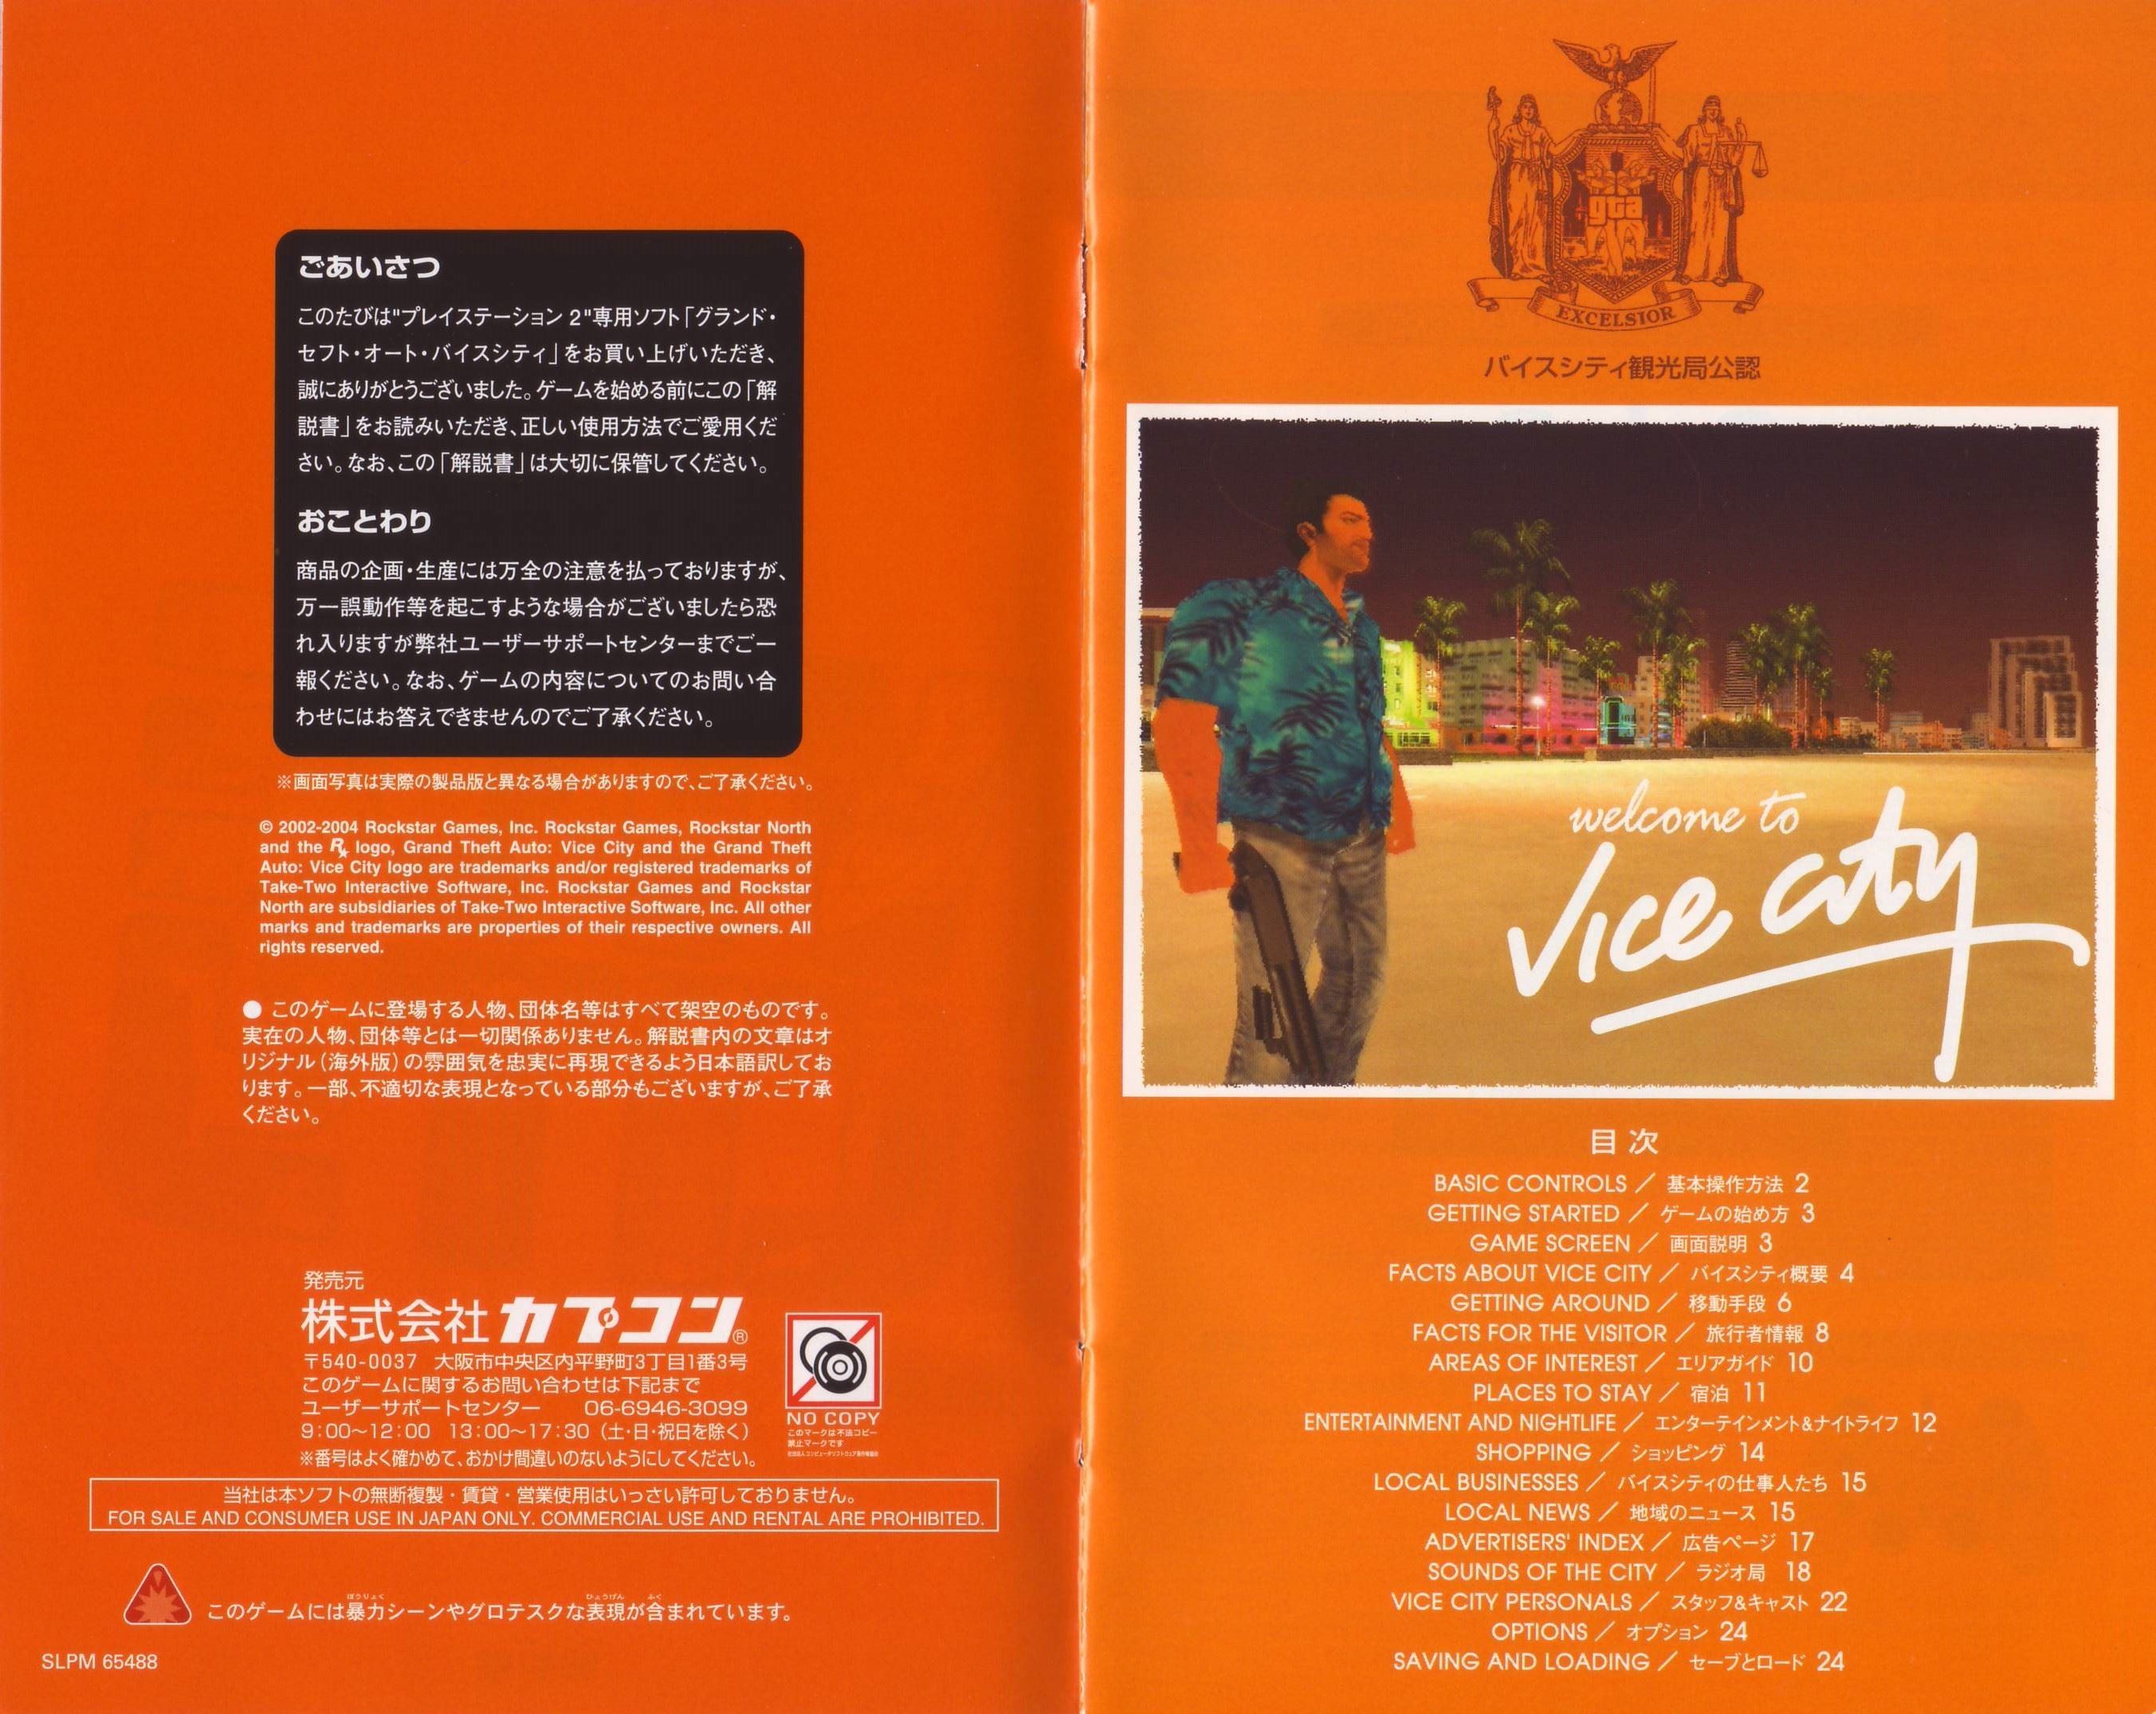 ごあいさつ
このたびは"プレイステーション 2"専用ソフト「グランド・
セフト・オート・バイスシティ」をお買い上げいただき、
誠にありがとうございました。ゲームを始める前にこの「解
説書」をお読みいただき、正しい使用方法でご愛用くだ
さい。なお、この「解説書」は大切に保管してください。
おことわり
商品の企画・生産には万全の注意を払っておりますが、
万一誤動作等を起こすような場合がございましたら恐
れ入りますが弊社ユーザーサポートセンターまでご一
報ください。なお、ゲームの内容についてのお問い合
わせにはお答えできませんのでご了承ください。
※画面写真は実際の製品版と異なる場合がありますので、ご了承ください。
© 2002-2004 Rockstar Games, Inc. Rockstar Games, Rockstar North
and the R★ logo, Grand Theft Auto: Vice City and the Grand Theft
Auto: Vice City logo are trademarks and/or registered trademarks of
Take-Two Interactive Software, Inc. Rockstar Games and Rockstar
North are subsidiaries of Take-Two Interactive Software, Inc. All other
marks and trademarks are properties of their respective owners. All
rights reserved.
● このゲームに登場する人物、団体名等はすべて架空のものです。
実在の人物、団体等とは一切関係ありません。解説書内の文章はオ
リジナル（海外版）の雰囲気を忠実に再現できるよう日本語訳してお
ります。一部、不適切な表現となっている部分もございますが、ご了承
ください。
発売元
株式会社カプコン®
〒540-0037 大阪市中央区内平野町3丁目1番3号
このゲームに関するお問い合わせは下記まで
ユーザーサポートセンター 06-6946-3099
9:00～12:00 13:00～17:30（土・日・祝日を除く）
※番号はよく確かめて、おかけ間違いのないようにしてください。
NO COPY
このマークは不法コピー
禁止マークです
当社は本ソフトの無断複製・賃貸・営業使用はいっさい許可しておりません。
FOR SALE AND CONSUMER USE IN JAPAN ONLY. COMMERCIAL USE AND RENTAL ARE PROHIBITED.
ぼうりょく ひょうげん ふく
このゲームには暴力シーンやグロテスクな表現が含まれています。
SLPM 65488
gta
EXCELSIOR
バイスシティ観光局公認
welcome to
vice city
目次
BASIC CONTROLS ／ 基本操作方法 2
GETTING STARTED ／ ゲームの始め方 3
GAME SCREEN ／ 画面説明 3
FACTS ABOUT VICE CITY ／ バイスシティ概要 4
GETTING AROUND ／ 移動手段 6
FACTS FOR THE VISITOR ／ 旅行者情報 8
AREAS OF INTEREST ／ エリアガイド 10
PLACES TO STAY ／ 宿泊 11
ENTERTAINMENT AND NIGHTLIFE ／ エンターテインメント&ナイトライフ 12
SHOPPING ／ ショッピング 14
LOCAL BUSINESSES ／ バイスシティの仕事人たち 15
LOCAL NEWS ／ 地域のニュース 15
ADVERTISERS' INDEX ／ 広告ページ 17
SOUNDS OF THE CITY ／ ラジオ局 18
VICE CITY PERSONALS ／ スタッフ&キャスト 22
OPTIONS ／ オプション 24
SAVING AND LOADING ／ セーブとロード 24